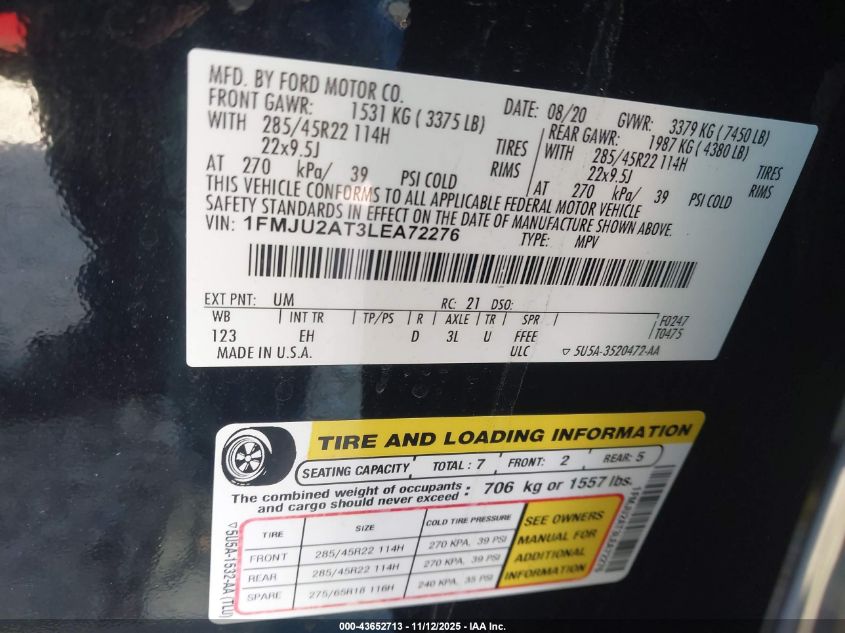 MFD. BY FORD MOTOR CO.
DATE: 08/20 GVWR: 3379 KG (7450 LB)
FRONT GAWR: 1531 KG (3375 LB)
REAR GAWR: 1987 KG (4380 LB)
WITH 285/45R22 114H TIRES
WITH 285/45R22 114H TIRES
22x9.5J RIMS
22x9.5J RIMS
AT 270 kPa/ 39 PSI COLD
AT 270 kPa/ 39 PSI COLD
THIS VEHICLE CONFORMS TO ALL APPLICABLE FEDERAL MOTOR VEHICLE
SAFETY STANDARDS IN EFFECT ON THE DATE OF MANUFACTURE SHOWN ABOVE.
VIN: 1FMJU2AT3LEA72276
TYPE: MPV
EXT PNT: UM RC: 21 DSO:
WB | INT TR | TP/PS | R | AXLE | TR | SPR | F0247
123 EH D 3L U FFEE T0475
MADE IN U.S.A. ULC ▽ 5U5A-3520472-AA
TIRE AND LOADING INFORMATION
SEATING CAPACITY TOTAL : 7 FRONT: 2 REAR: 5
The combined weight of occupants and cargo should never exceed : 706 kg or 1557 lbs.
TIRE SIZE COLD TIRE PRESSURE
FRONT 285/45R22 114H 270 KPA, 39 PSI
REAR 285/45R22 114H 270 KPA, 39 PSI
SPARE 275/65R18 116H 240 KPA, 35 PSI
SEE OWNERS
MANUAL FOR
ADDITIONAL
INFORMATION
▽5U5A-1532-AA (TLU)
1FMJU2AT3LEA72276
000-43652713 - 11/12/2025 - IAA Inc.